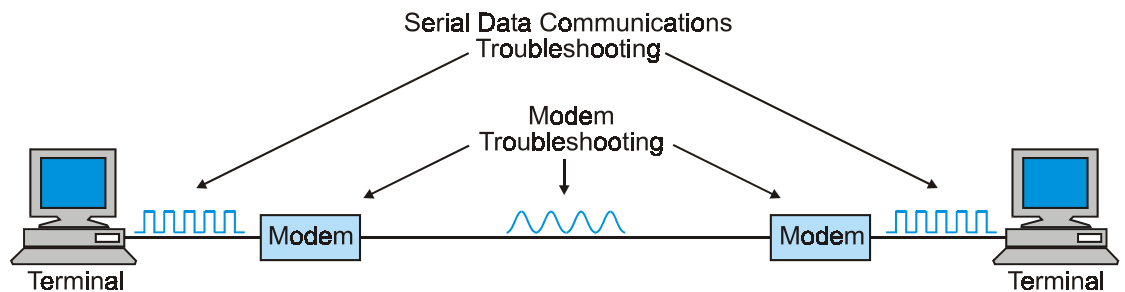 Serial Data Communications
Troubleshooting
Modem
Troubleshooting
Modem
Modem
Terminal
Terminal